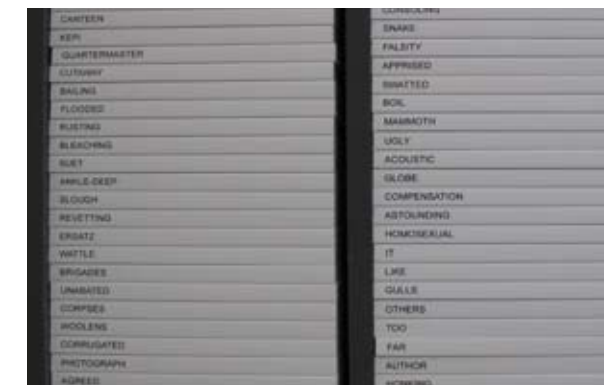 CANTEEN
KEPI
QUARTERMASTER
CUTAWAY
BAILING
FLOODED
RUSTING
BLEACHING
SUET
ANKLE-DEEP
SLOUGH
REVETTING
ERSATZ
WATTLE
BRIGADES
UNABATED
CORPSES
WOOLENS
CORRUGATED
PHOTOGRAPH
AGREED
CONSOLING
SNAKE
FALSITY
APPRISED
SWATTED
BOIL
MAMMOTH
UGLY
ACOUSTIC
GLOBE
COMPENSATION
ASTOUNDING
HOMOSEXUAL
IT
LIKE
GULLS
OTHERS
TOO
FAR
AUTHOR